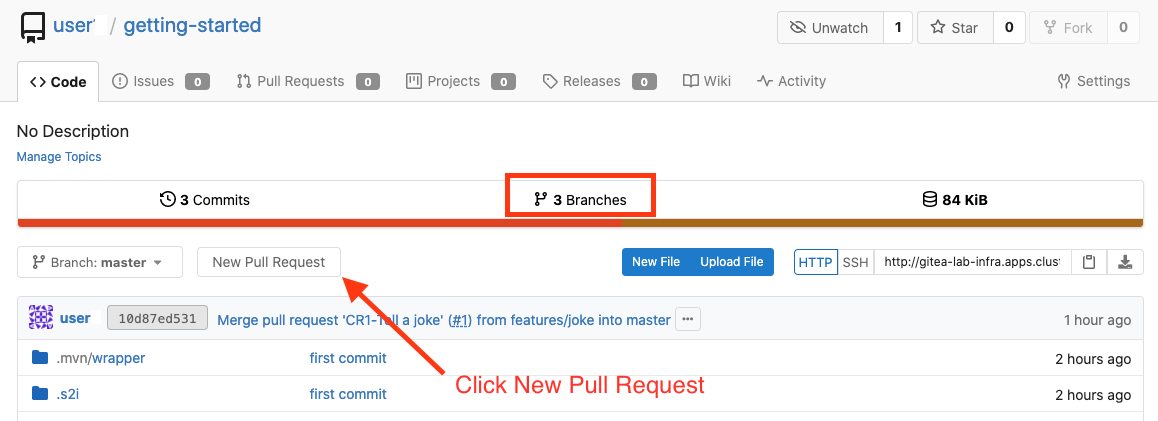 user' / getting-started
Unwatch 1 Star 0 Fork 0
Code Issues 0 Pull Requests 0 Projects 0 Releases 0 Wiki Activity Settings
No Description
Manage Topics
3 Commits 3 Branches 84 KiB
Branch: master New Pull Request New File Upload File HTTP SSH http://gitea-lab-infra.apps.clust
user 10d87ed531 Merge pull request 'CR1-Tell a joke' (#1) from features/joke into master ... 1 hour ago
.mvn/wrapper first commit 2 hours ago
.s2i first commit 2 hours ago
Click New Pull Request